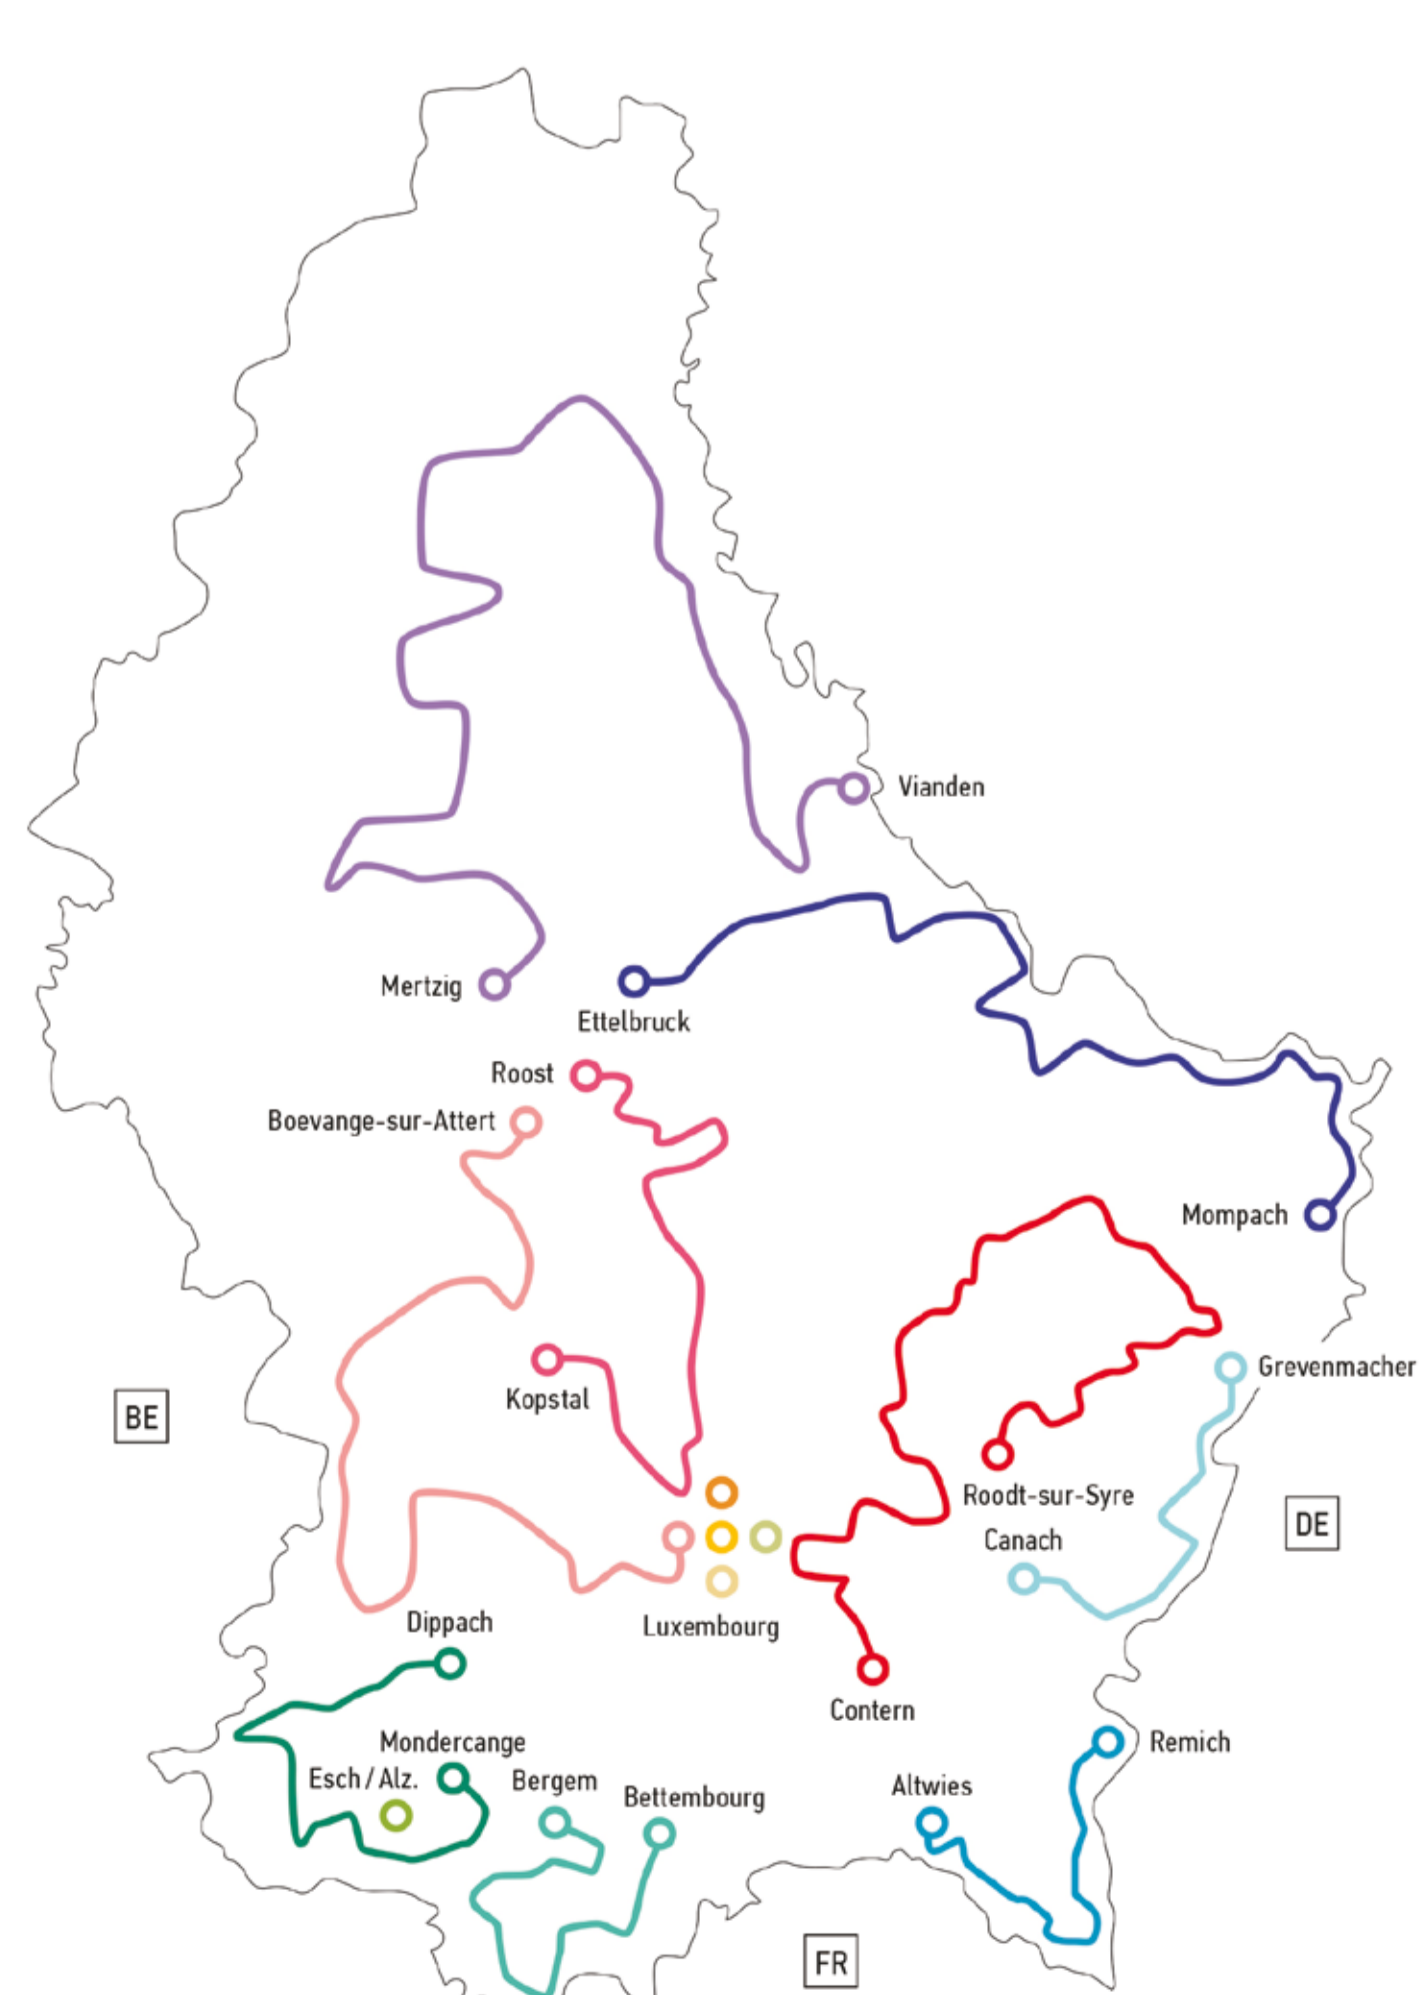 Vianden
Mertzig
Ettelbruck
Roost
Boevange-sur-Attert
Mompach
Grevenmacher
Kopstal
BE
Roodt-sur-Syre
DE
Canach
Dippach
Luxembourg
Contern
Mondercange
Remich
Esch / Alz.
Bergem
Altwies
Bettembourg
FR